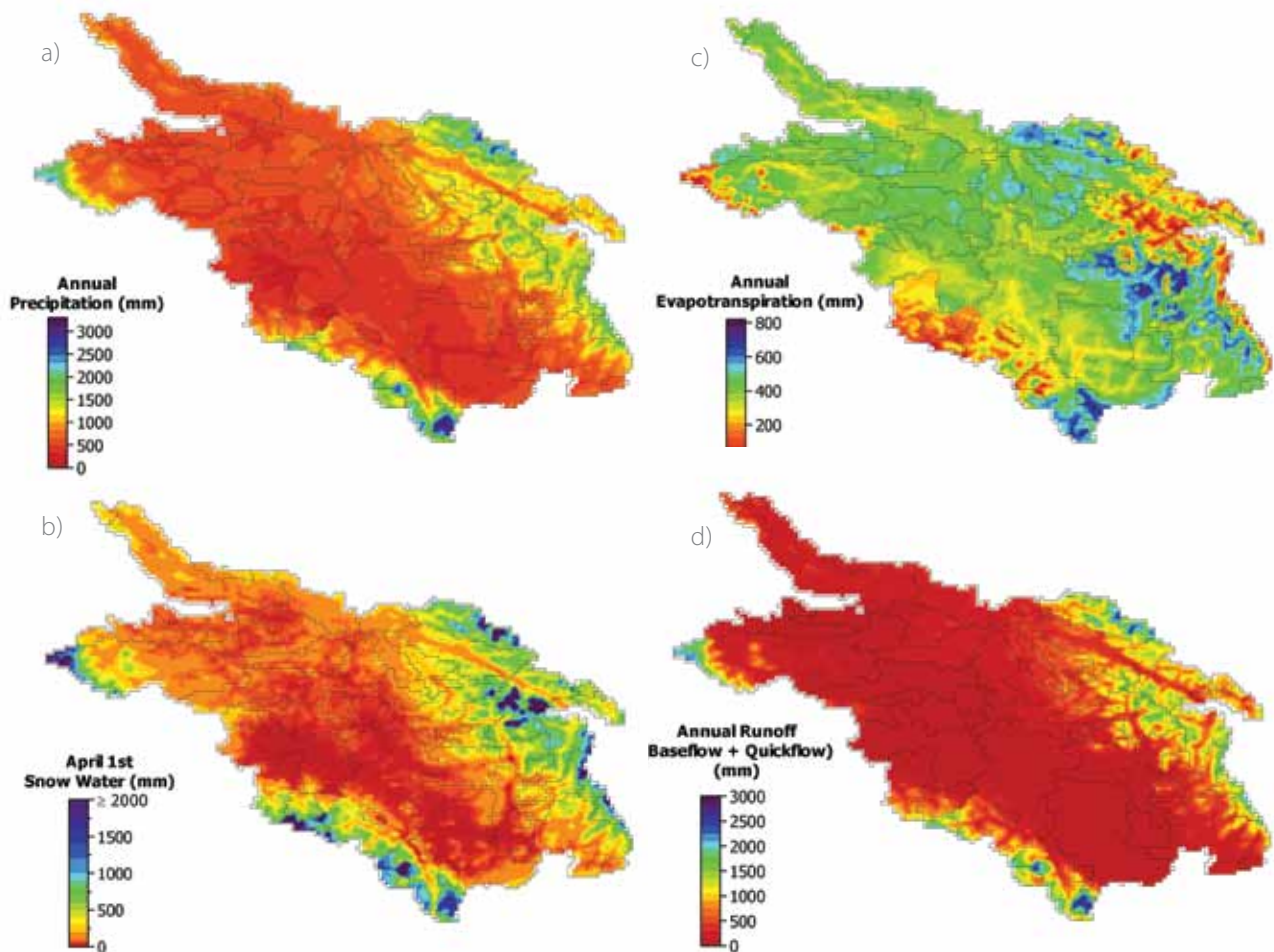 a)
Annual
Precipitation (mm)
3000
2500
2000
1500
1000
500
0
c)
Annual
Evapotranspiration (mm)
800
600
400
200
b)
April 1st
Snow Water (mm)
≥ 2000
1500
1000
500
0
d)
Annual Runoff
Baseflow + Quickflow)
(mm)
3000
2500
2000
1500
1000
500
0